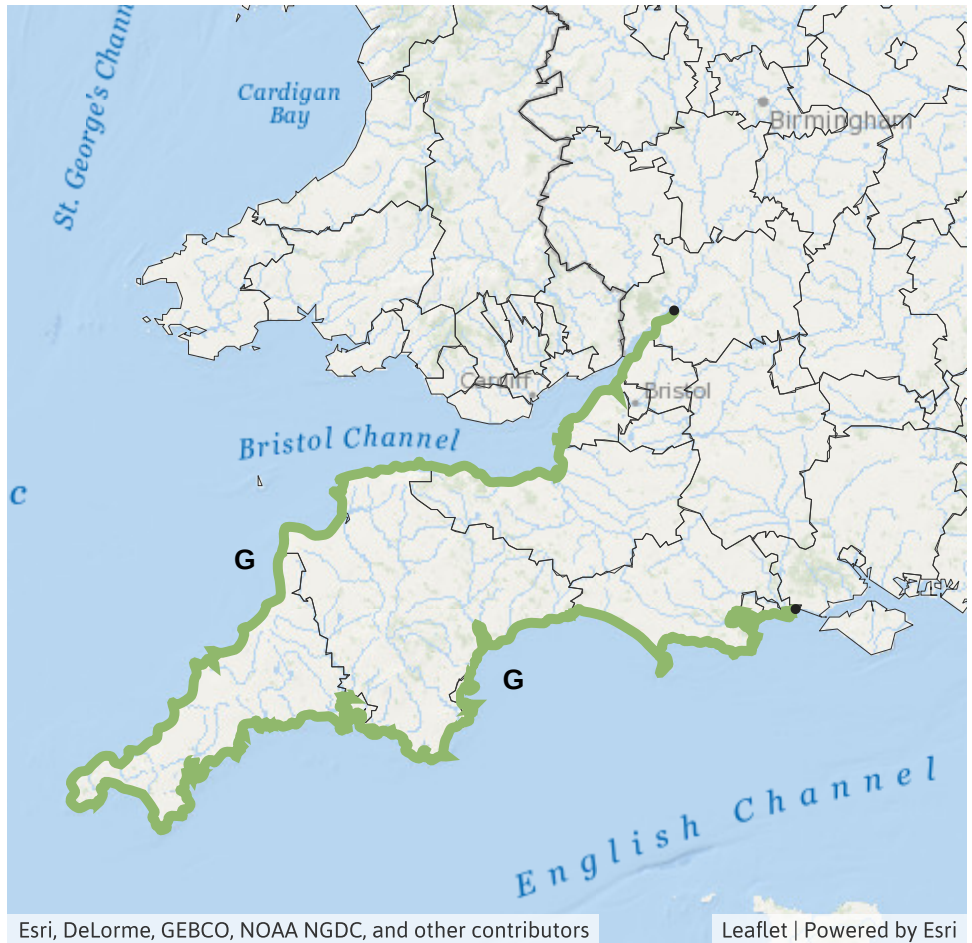 St. George's Chann
Cardigan
Bay
Birmingham
Cardiff
Bristol
Bristol Channel
c
G
G
English Channel
Esri, DeLorme, GEBCO, NOAA NGDC, and other contributors
Leaflet | Powered by Esri